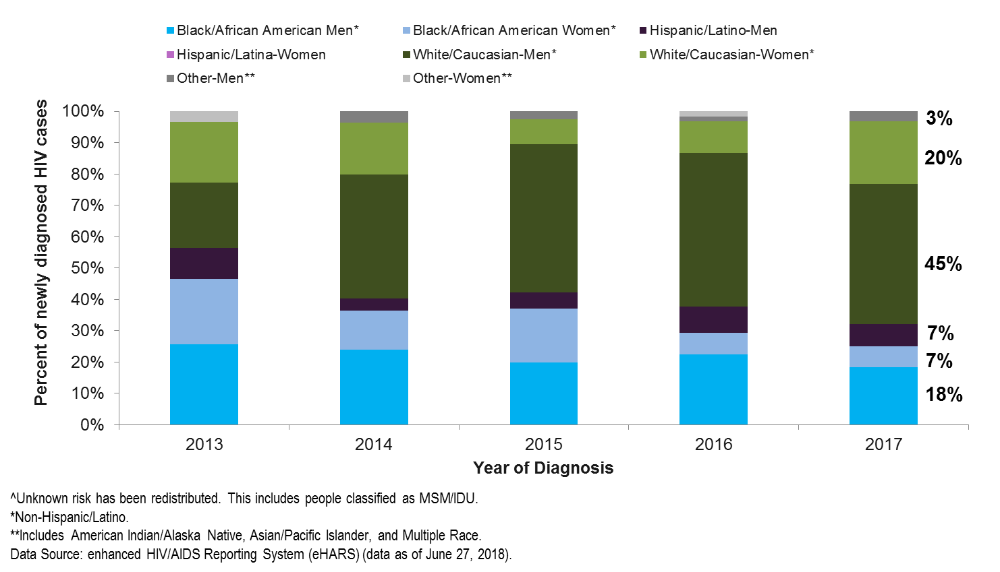 Black/African American Men* Black/African American Women* Hispanic/Latino-Men
Hispanic/Latina-Women White/Caucasian-Men* White/Caucasian-Women*
Other-Men** Other-Women**
Percent of newly diagnosed HIV cases
100%
90%
80%
70%
60%
50%
40%
30%
20%
10%
0%
3%
20%
45%
7%
7%
18%
2013 2014 2015 2016 2017
Year of Diagnosis
^Unknown risk has been redistributed. This includes people classified as MSM/IDU.
*Non-Hispanic/Latino.
**Includes American Indian/Alaska Native, Asian/Pacific Islander, and Multiple Race.
Data Source: enhanced HIV/AIDS Reporting System (eHARS) (data as of June 27, 2018).